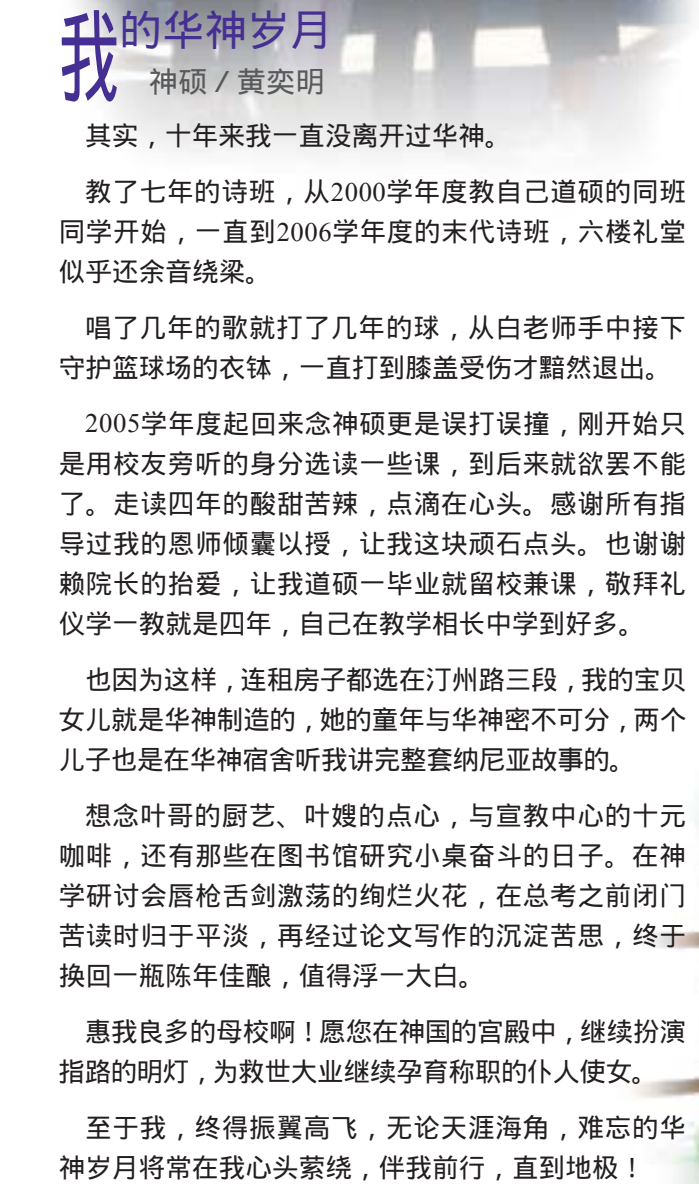 我的华神岁月
神硕 / 黄奕明
其实，十年来我一直没离开过华神。
教了七年的诗班，从2000学年度教自己道硕的同班
同学开始，一直到2006学年度的末代诗班，六楼礼堂
似乎还余音绕梁。
唱了几年的歌就打了几年的球，从白老师手中接下
守护篮球场的衣钵，一直打到膝盖受伤才黯然退出。
2005学年度起回来念神硕更是误打误撞，刚开始只
是用校友旁听的身分选读一些课，到后来就欲罢不能
了。走读四年的酸甜苦辣，点滴在心头。感谢所有指
导过我的恩师倾囊以授，让我这块顽石点头。也谢谢
赖院长的抬爱，让我道硕一毕业就留校兼课，敬拜礼
仪学一教就是四年，自己在教学相长中学到好多。
也因为这样，连租房子都选在汀州路三段，我的宝贝
女儿就是华神制造的，她的童年与华神密不可分，两个
儿子也是在华神宿舍听我讲完整套纳尼亚故事的。
想念叶哥的厨艺、叶嫂的点心，与宣教中心的十元
咖啡，还有那些在图书馆研究小桌奋斗的日子。在神
学研讨会唇枪舌剑激荡的绚烂火花，在总考之前闭门
苦读时归于平淡，再经过论文写作的沉淀苦思，终于
换回一瓶陈年佳酿，值得浮一大白。
惠我良多的母校啊！愿您在神国的宫殿中，继续扮演
指路的明灯，为救世大业继续孕育称职的仆人使女。
至于我，终得振翼高飞，无论天涯海角，难忘的华
神岁月将常在我心头萦绕，伴我前行，直到地极！